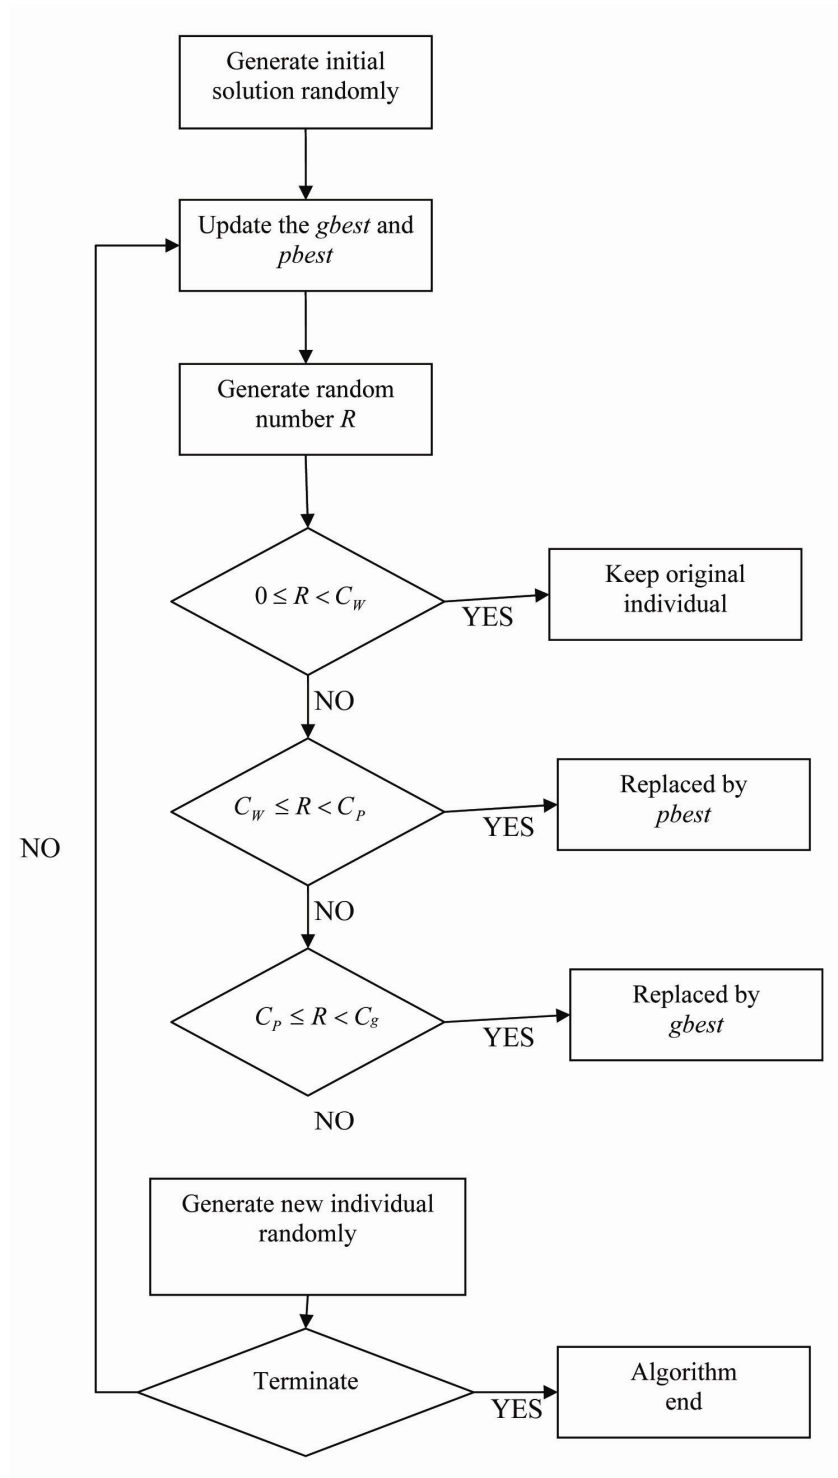 Generate initial
solution randomly
Update the gbest and
pbest
Generate random
number R
0 ≤ R < C_W
YES
Keep original
individual
NO
C_W ≤ R < C_P
YES
Replaced by
pbest
NO
NO
C_P ≤ R < C_g
YES
Replaced by
gbest
NO
Generate new individual
randomly
Terminate
YES
Algorithm
end